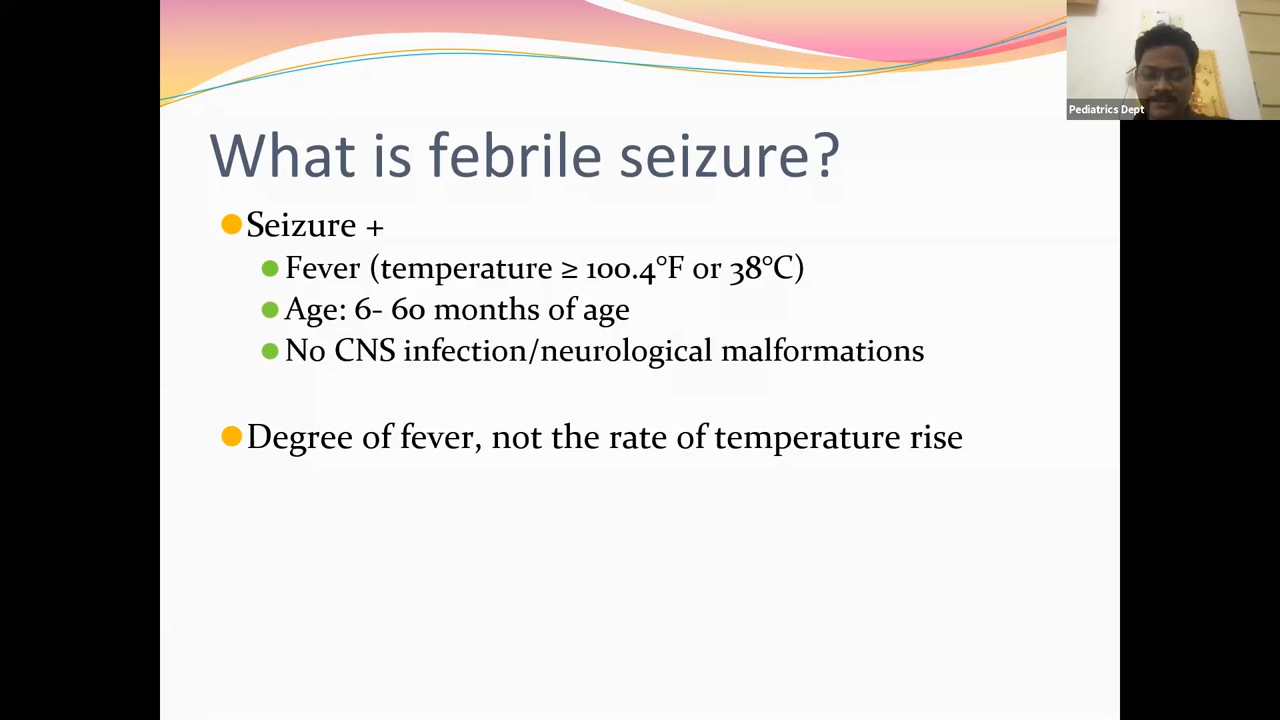 Pediatrics Dept
What is febrile seizure?
Seizure +
Fever (temperature ≥ 100.4°F or 38°C)
Age: 6- 60 months of age
No CNS infection/neurological malformations
Degree of fever, not the rate of temperature rise